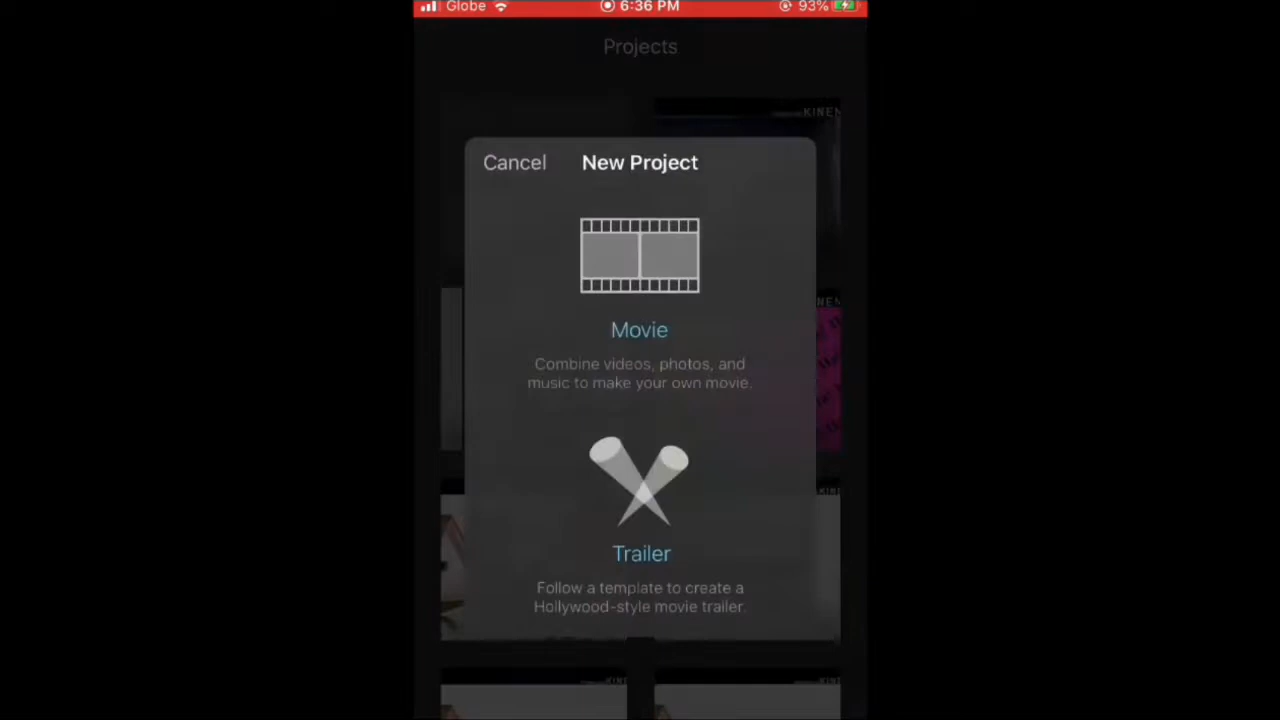 Globe 6:36 PM 93%
Projects
KINEM
Cancel New Project
Movie
Combine videos, photos, and
music to make your own movie.
Trailer
Follow a template to create a
Hollywood-style movie trailer.